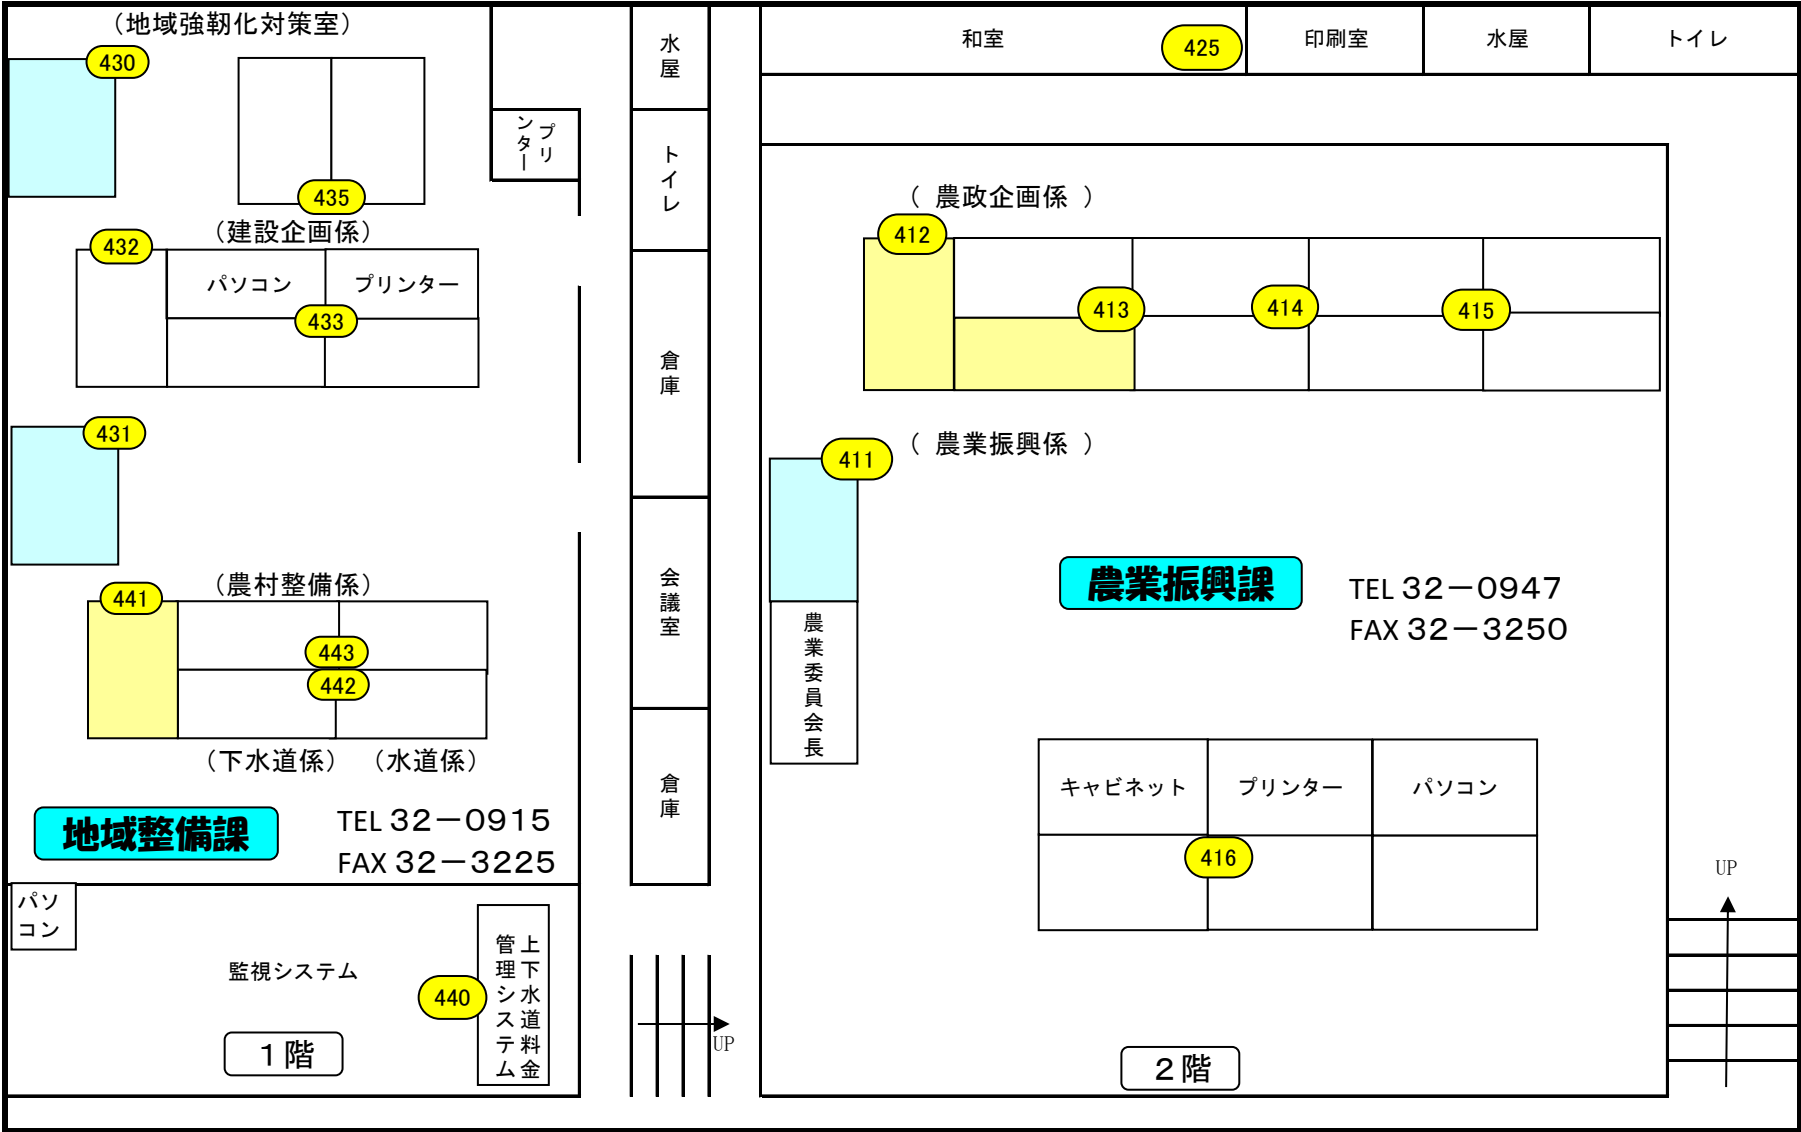 （地域強靭化対策室）
430
435
プリ
ンター
（建設企画係）
432
パソコン
プリンター
433
431
（農村整備係）
441
443
442
（下水道係）
（水道係）
地域整備課
TEL 32－0915
FAX 32－3225
パソ
コン
監視システム
440
上下水道料金
管理システム
1階
水屋
トイレ
倉庫
会議室
倉庫
UP
和室
425
印刷室
水屋
トイレ
（ 農政企画係 ）
412
413
414
415
（ 農業振興係 ）
411
農業委員会長
農業振興課
TEL 32－0947
FAX 32－3250
キャビネット
プリンター
パソコン
416
2階
UP